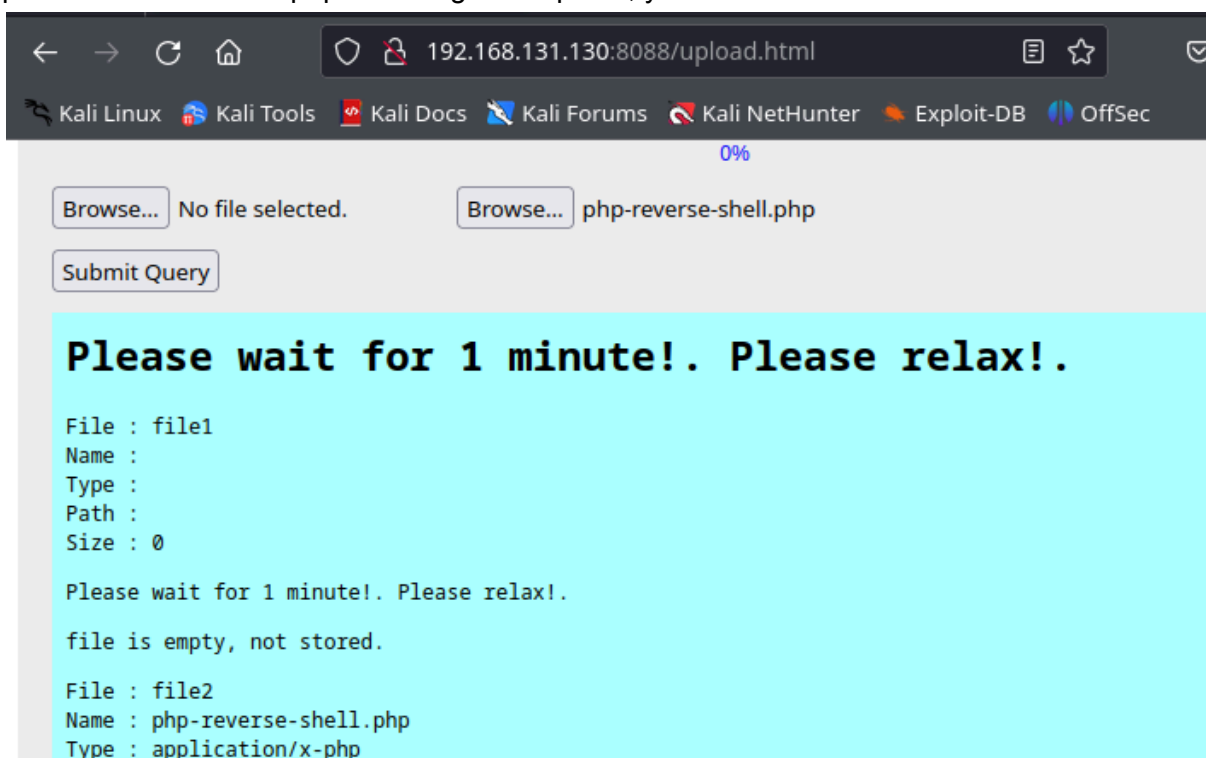 192.168.131.130:8088/upload.html
Kali Linux Kali Tools Kali Docs Kali Forums Kali NetHunter Exploit-DB OffSec
0%
Browse... No file selected. Browse... php-reverse-shell.php
Submit Query
Please wait for 1 minute!. Please relax!.
File : file1
Name :
Type :
Path :
Size : 0
Please wait for 1 minute!. Please relax!.
file is empty, not stored.
File : file2
Name : php-reverse-shell.php
Type : application/x-php